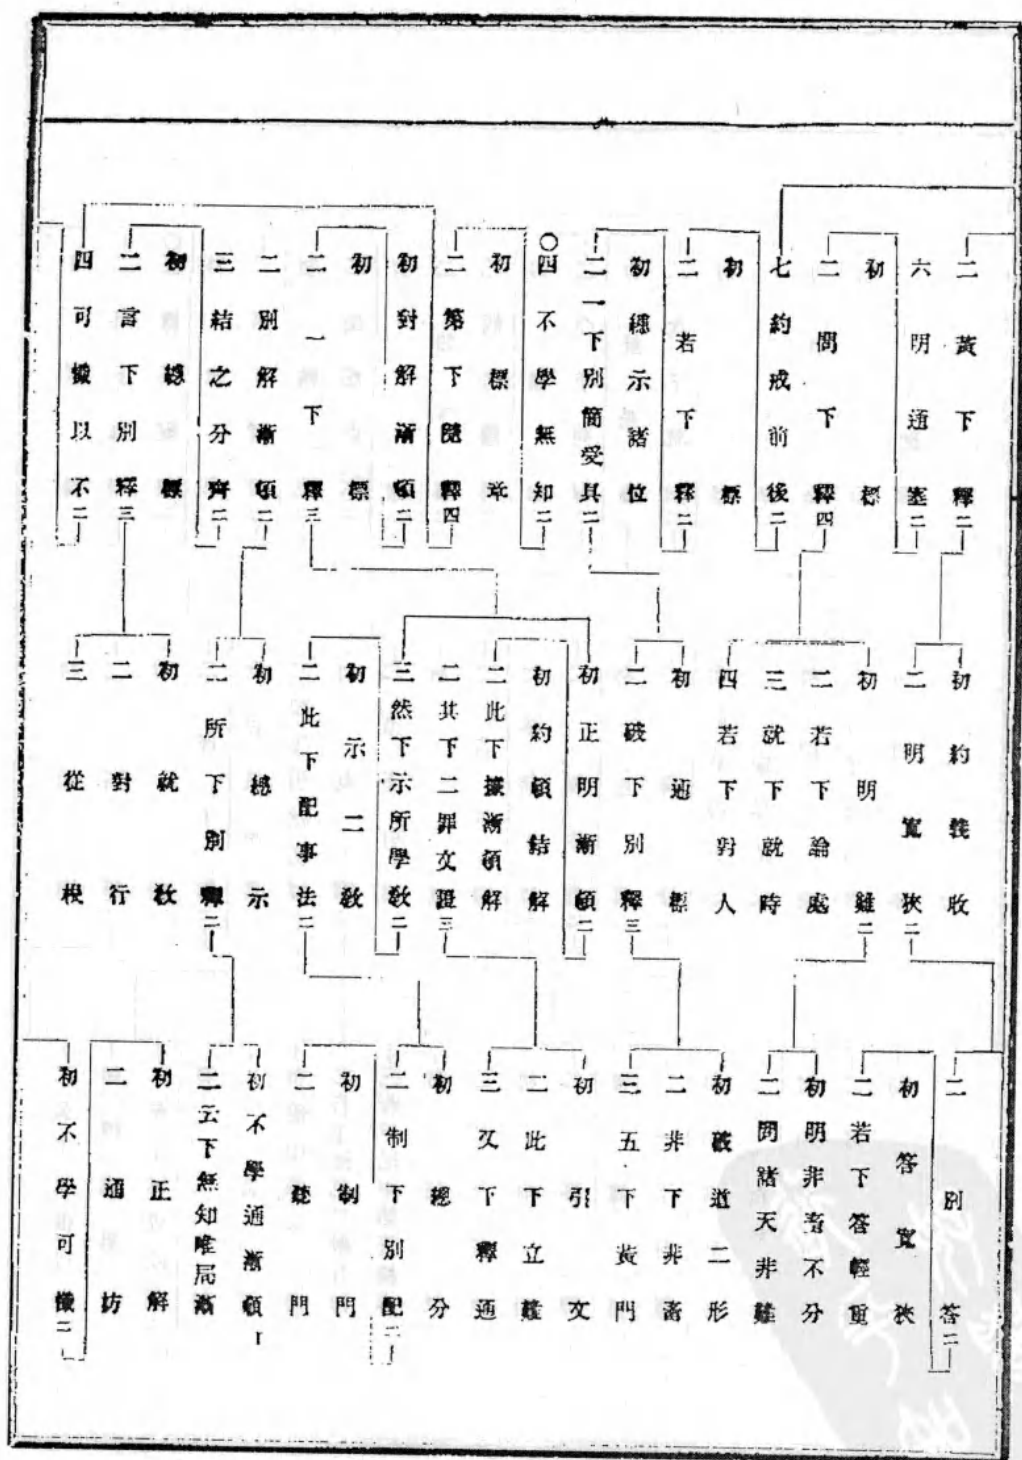 二黃下釋二
六明通塞二
初標
二問下釋四
七約戒前後二
初標
二若下釋二
初總示諸位
二一下別簡受具二
〇四不學無知二
初標章
二第下隨釋四
初對解漸頓二
初標
二一下釋三
二別解漸頓二
三結之分齊二
初總標
二言下別釋三
四可懺以不二
初約義收
二明寬狹二
初明雖二
二若下論處
三就下就時
四若下對人
初通標
二破下別釋三
初正明漸頓二
初約頓結解
二此下據漸頓解
二其下二罪文證三
三然下示所學教二
初示二教
二此下配事法二
初總示
二所下別釋二
初就教
二對行
三從根
二別答二
初答寬狹
二若下答輕重
初明非畜不分
二問諸天非難
初破道二形
二非下非畜
三五下黃門
初引文
二此下立難
三又下釋通
初總分
二制下別配二
初制門
二聽門
初不學通漸頓
二云下無知唯局漸
初正解
二通妨
初不學可懺二